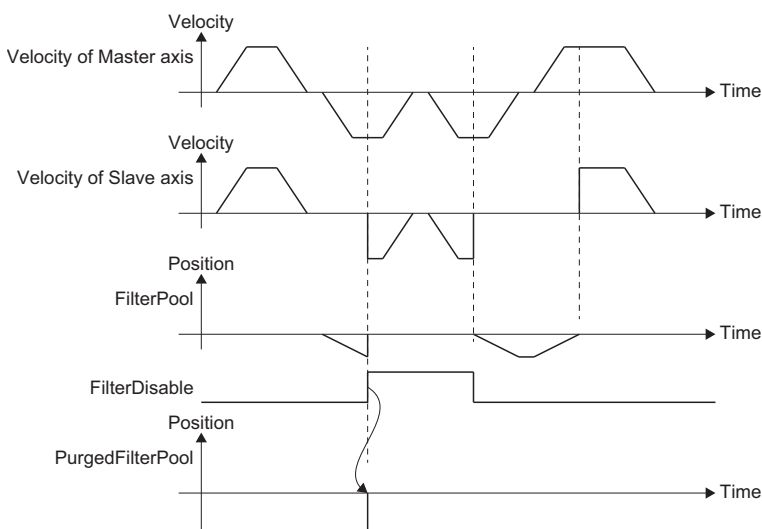 Velocity
Velocity of Master axis
Time
Velocity
Velocity of Slave axis
Time
Position
FilterPool
Time
FilterDisable
Position
PurgedFilterPool
Time